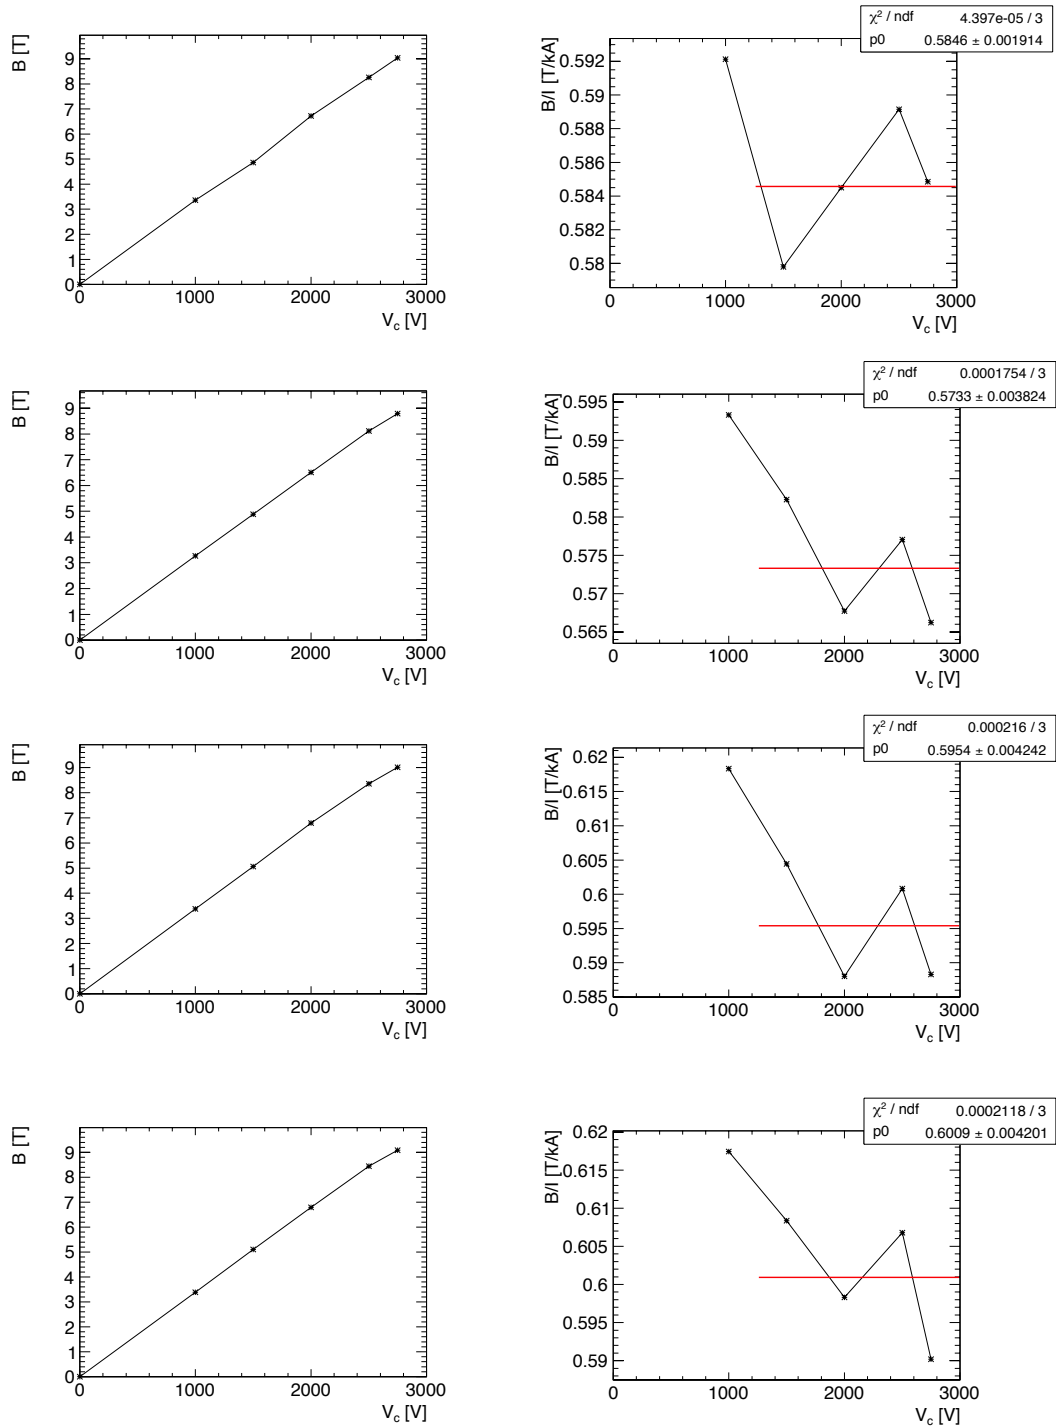 B [T]
9
8
7
6
5
4
3
2
1
0
0 1000 2000 3000
V_c [V]
χ² / ndf 4.397e-05 / 3
p0 0.5846 ± 0.001914
B/I [T/kA]
0.592
0.59
0.588
0.586
0.584
0.582
0.58
0 1000 2000 3000
V_c [V]
B [T]
9
8
7
6
5
4
3
2
1
0
0 1000 2000 3000
V_c [V]
χ² / ndf 0.0001754 / 3
p0 0.5733 ± 0.003824
B/I [T/kA]
0.595
0.59
0.585
0.58
0.575
0.57
0.565
0 1000 2000 3000
V_c [V]
B [T]
9
8
7
6
5
4
3
2
1
0
0 1000 2000 3000
V_c [V]
χ² / ndf 0.000216 / 3
p0 0.5954 ± 0.004242
B/I [T/kA]
0.62
0.615
0.61
0.605
0.6
0.595
0.59
0.585
0 1000 2000 3000
V_c [V]
B [T]
9
8
7
6
5
4
3
2
1
0
0 1000 2000 3000
V_c [V]
χ² / ndf 0.0002118 / 3
p0 0.6009 ± 0.004201
B/I [T/kA]
0.62
0.615
0.61
0.605
0.6
0.595
0.59
0 1000 2000 3000
V_c [V]